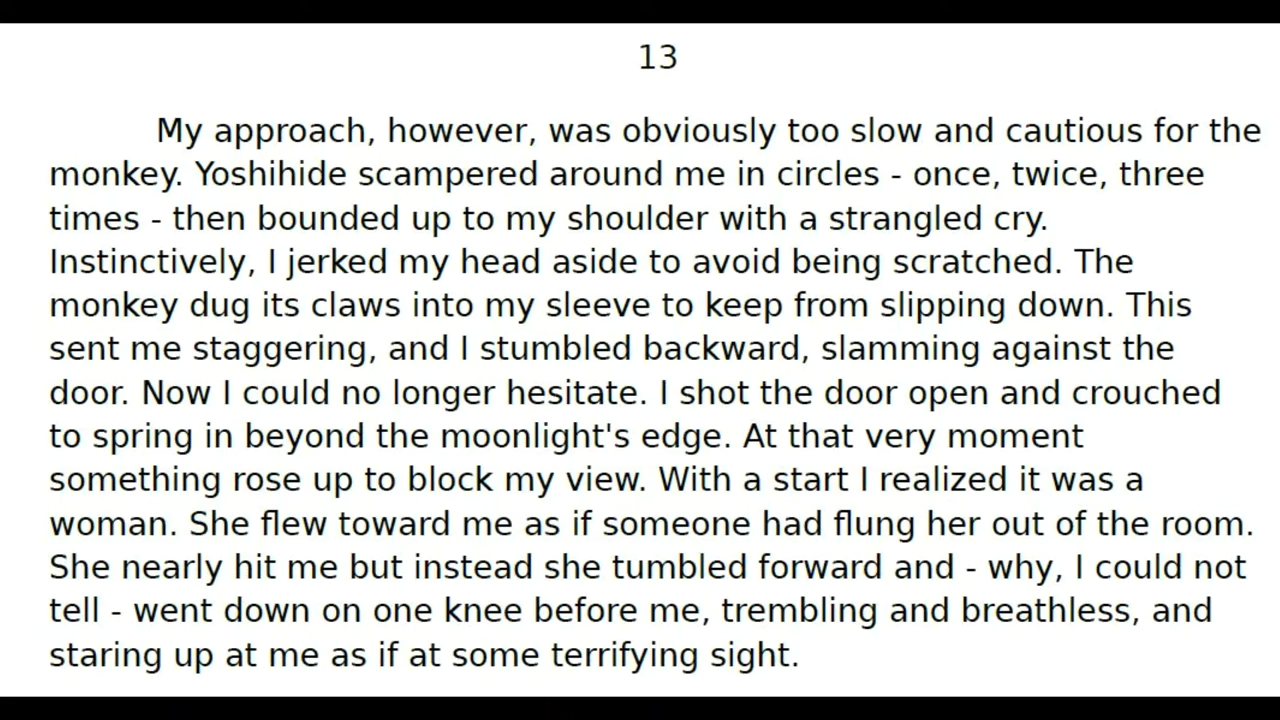 13
My approach, however, was obviously too slow and cautious for the
monkey. Yoshihide scampered around me in circles - once, twice, three
times - then bounded up to my shoulder with a strangled cry.
Instinctively, I jerked my head aside to avoid being scratched. The
monkey dug its claws into my sleeve to keep from slipping down. This
sent me staggering, and I stumbled backward, slamming against the
door. Now I could no longer hesitate. I shot the door open and crouched
to spring in beyond the moonlight's edge. At that very moment
something rose up to block my view. With a start I realized it was a
woman. She flew toward me as if someone had flung her out of the room.
She nearly hit me but instead she tumbled forward and - why, I could not
tell - went down on one knee before me, trembling and breathless, and
staring up at me as if at some terrifying sight.